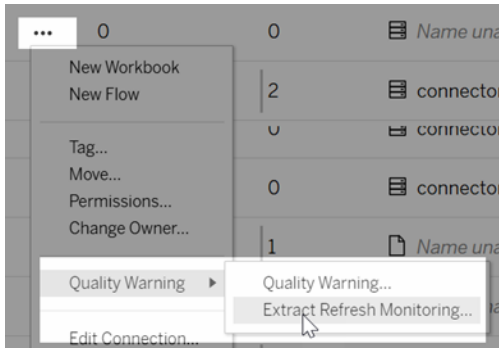 ••• 0 0 Name una
New Workbook
New Flow
2 connector
0 connector
Tag...
Move...
Permissions...
0 connector
Change Owner...
1 Name una
Quality Warning
Quality Warning...
Extract Refresh Monitoring...
Edit Connection...